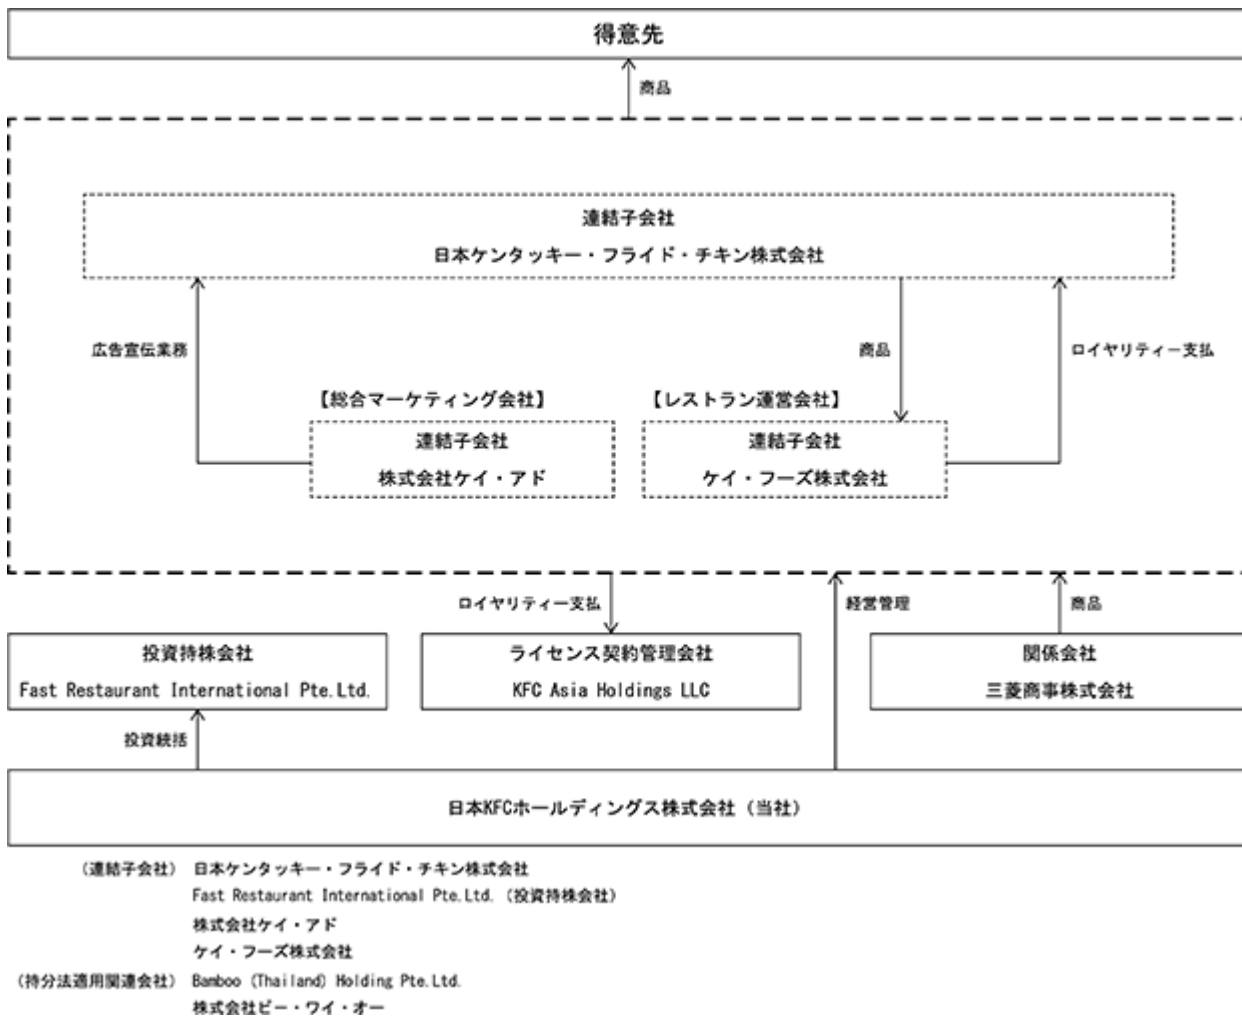 得意先
商品
連結子会社
日本ケンタッキー・フライド・チキン株式会社
広告宣伝業務
商品
ロイヤリティー支払
【総合マーケティング会社】
【レストラン運営会社】
連結子会社
株式会社ケイ・アド
連結子会社
ケイ・フーズ株式会社
ロイヤリティー支払
経営管理
商品
投資持株会社
Fast Restaurant International Pte.Ltd.
ライセンス契約管理会社
KFC Asia Holdings LLC
関係会社
三菱商事株式会社
投資統括
日本KFCホールディングス株式会社（当社）
（連結子会社） 日本ケンタッキー・フライド・チキン株式会社
Fast Restaurant International Pte.Ltd.（投資持株会社）
株式会社ケイ・アド
ケイ・フーズ株式会社
（持分法適用関連会社） Bamboo (Thailand) Holding Pte.Ltd.
株式会社ビー・ワイ・オー